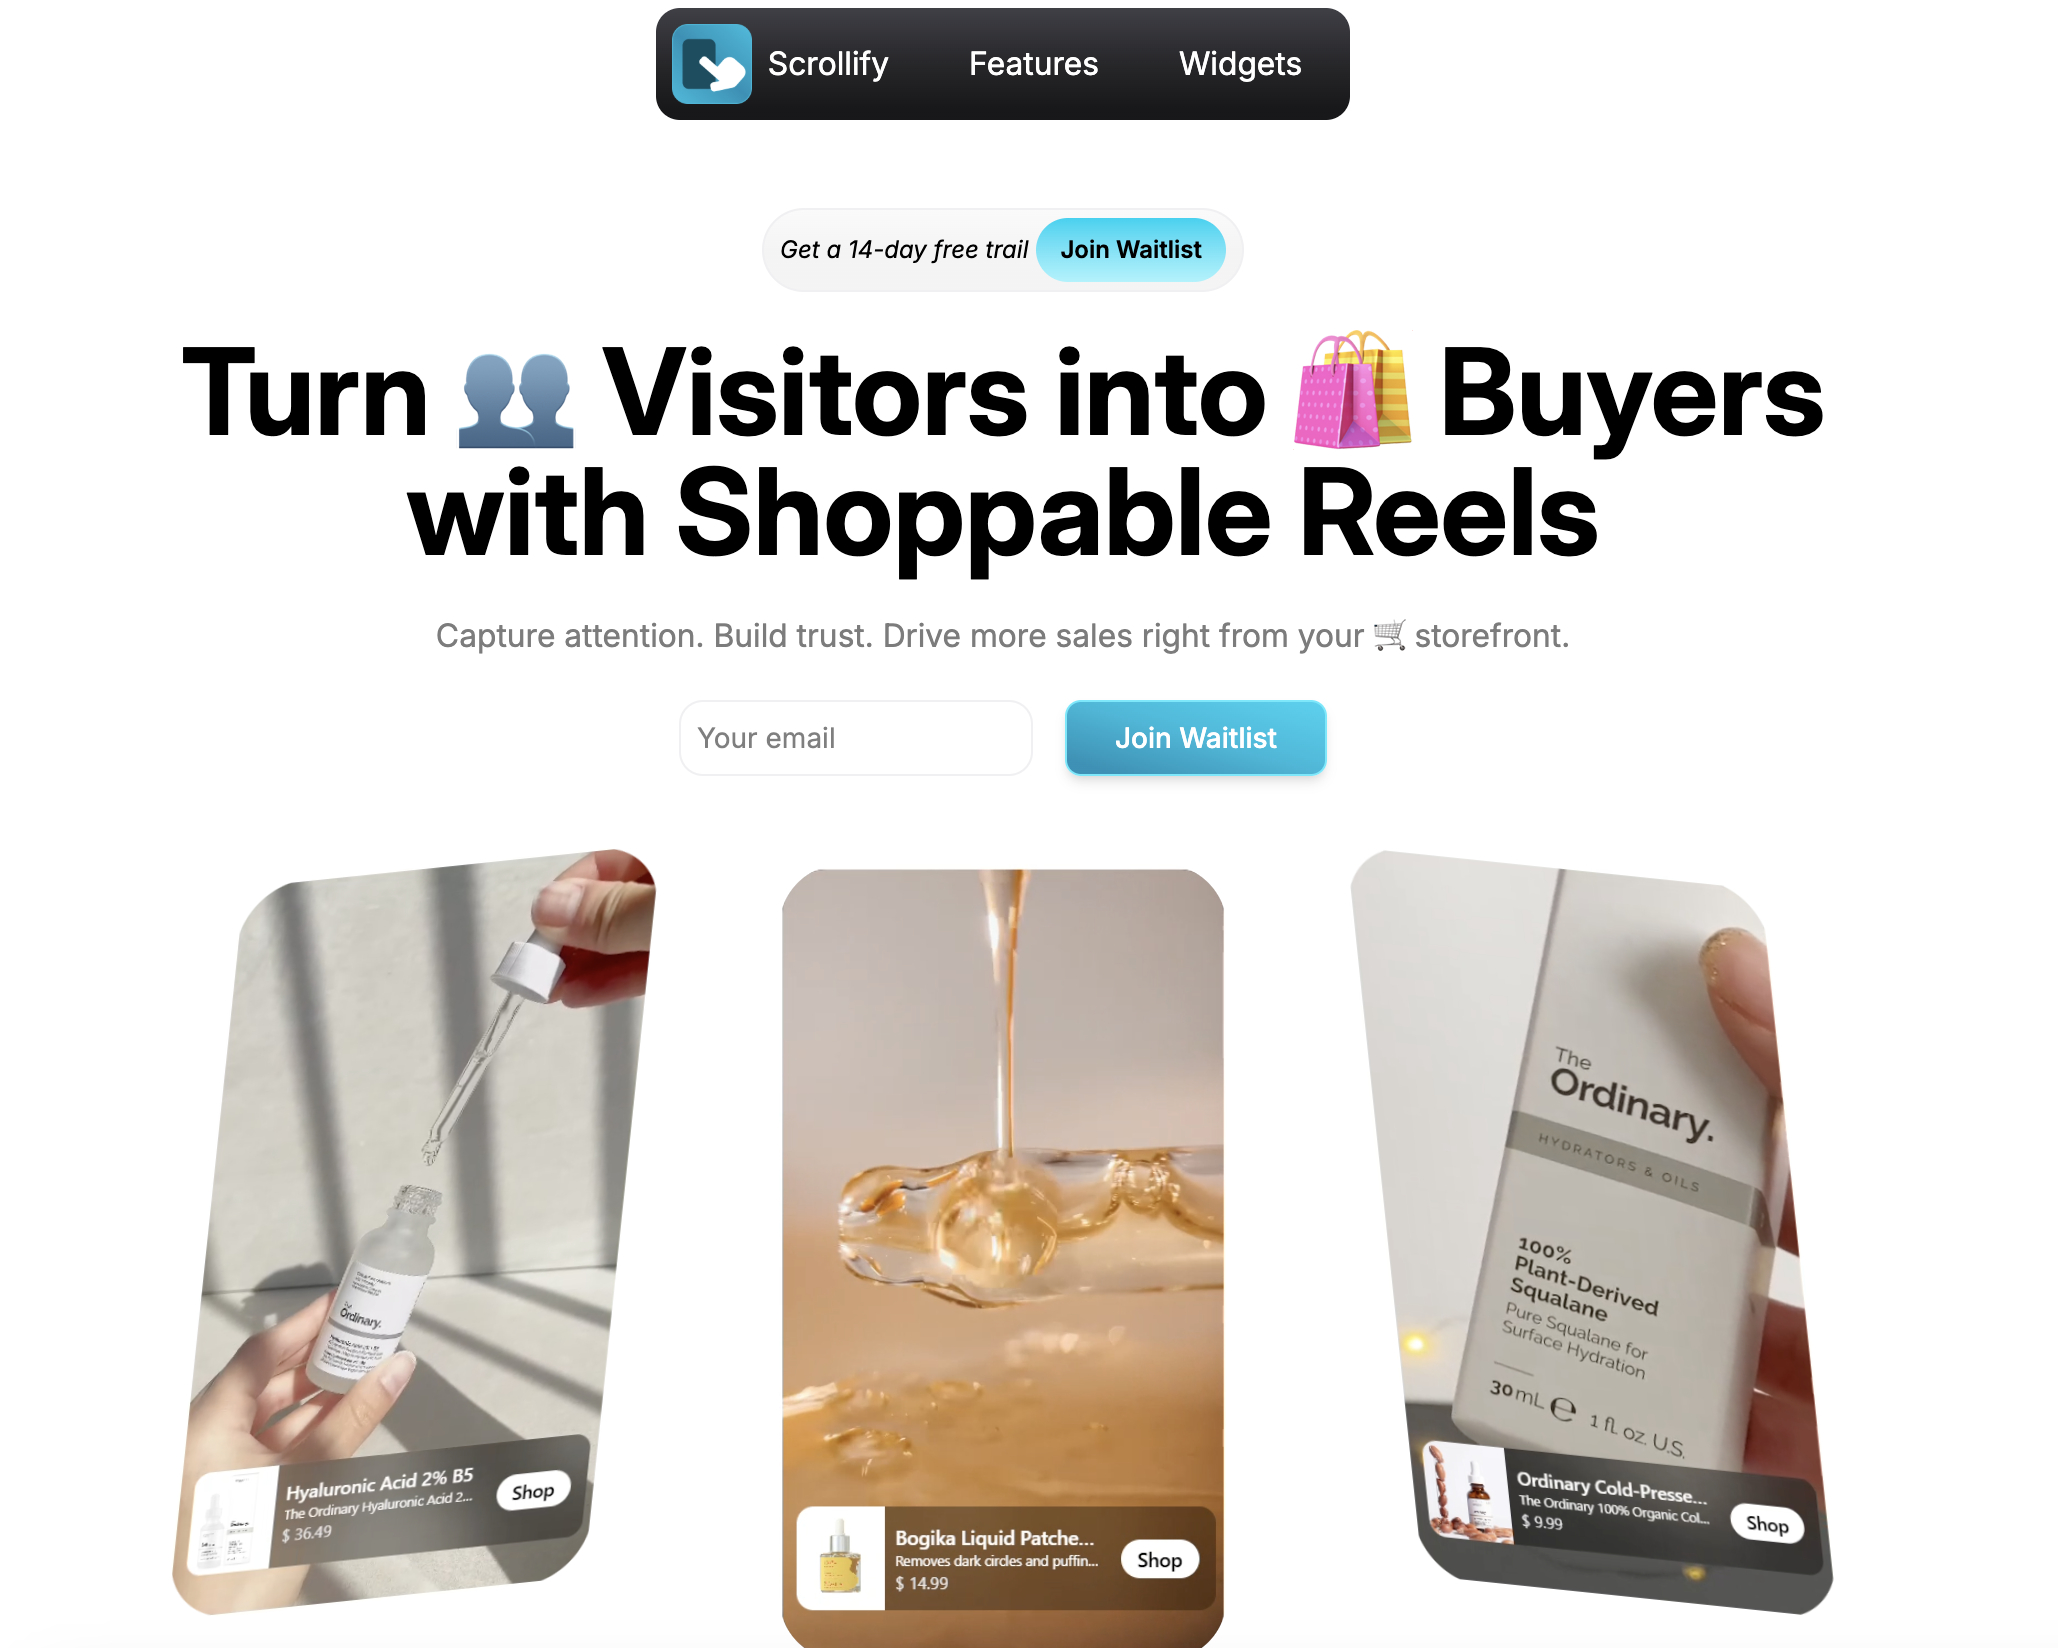 Scrollify Features Widgets
Get a 14-day free trail Join Waitlist
Turn 👥 Visitors into 🛍️ Buyers
with Shoppable Reels
Capture attention. Build trust. Drive more sales right from your 🛒 storefront.
Your email Join Waitlist
The
Ordinary.
Hyaluronic Acid 2% B5
The Ordinary Hyaluronic Acid 2...
$ 36.49
Shop
Bogika Liquid Patche...
Removes dark circles and puffin...
$ 14.99
Shop
The
Ordinary.
HYDRATORS & OILS
100%
Plant-Derived
Squalane
Pure Squalane for
Surface Hydration
30 mL ℮ 1 fl. oz. U.S.
Ordinary Cold-Presse...
The Ordinary 100% Organic Col...
$ 9.99
Shop